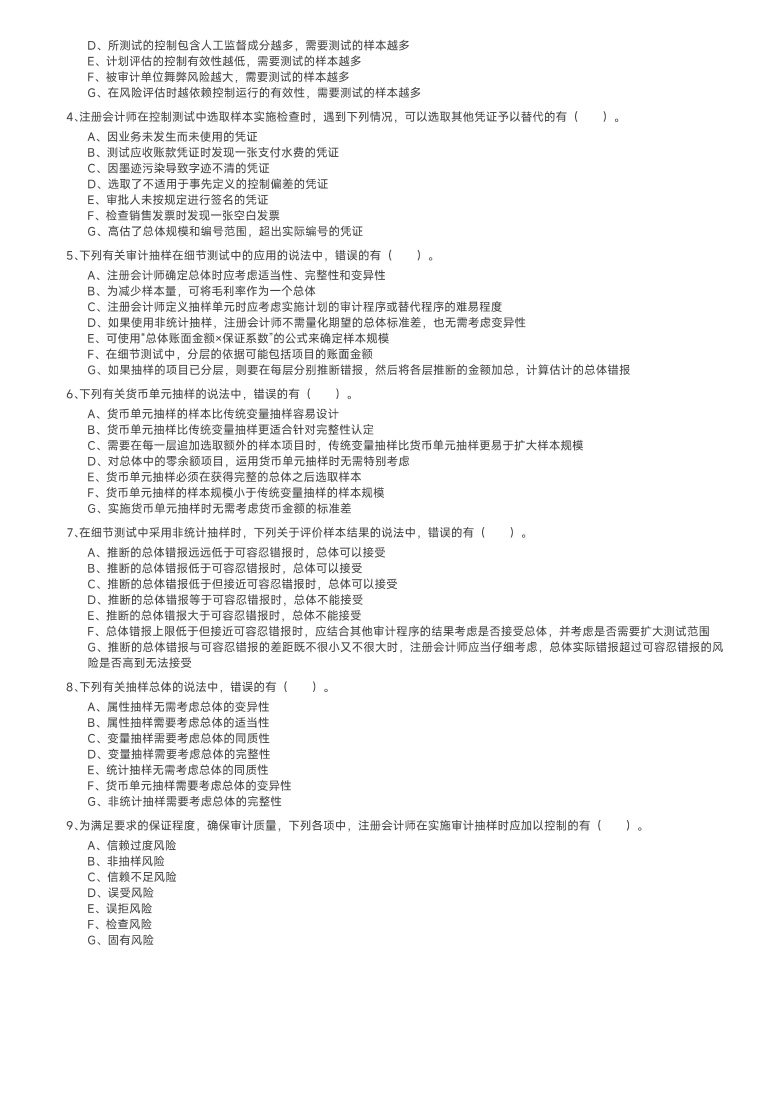 D、所测试的控制包含人工监督成分越多，需要测试的样本越多
E、计划评估的控制有效性越低，需要测试的样本越多
F、被审计单位舞弊风险越大，需要测试的样本越多
G、在风险评估时越依赖控制运行的有效性，需要测试的样本越多
4、注册会计师在控制测试中选取样本实施检查时，遇到下列情况，可以选取其他凭证予以替代的有（　　）。
A、因业务未发生而未使用的凭证
B、测试应收账款凭证时发现一张支付水费的凭证
C、因墨迹污染导致字迹不清的凭证
D、选取了不适用于事先定义的控制偏差的凭证
E、审批人未按规定进行签名的凭证
F、检查销售发票时发现一张空白发票
G、高估了总体规模和编号范围，超出实际编号的凭证
5、下列有关审计抽样在细节测试中的应用的说法中，错误的有（　　）。
A、注册会计师确定总体时应考虑适当性、完整性和变异性
B、为减少样本量，可将毛利率作为一个总体
C、注册会计师定义抽样单元时应考虑实施计划的审计程序或替代程序的难易程度
D、如果使用非统计抽样，注册会计师不需量化期望的总体标准差，也无需考虑变异性
E、可使用“总体账面金额×保证系数”的公式来确定样本规模
F、在细节测试中，分层的依据可能包括项目的账面金额
G、如果抽样的项目已分层，则要在每层分别推断错报，然后将各层推断的金额加总，计算估计的总体错报
6、下列有关货币单元抽样的说法中，错误的有（　　）。
A、货币单元抽样的样本比传统变量抽样容易设计
B、货币单元抽样比传统变量抽样更适合针对完整性认定
C、需要在每一层追加选取额外的样本项目时，传统变量抽样比货币单元抽样更易于扩大样本规模
D、对总体中的零余额项目，运用货币单元抽样时无需特别考虑
E、货币单元抽样必须在获得完整的总体之后选取样本
F、货币单元抽样的样本规模小于传统变量抽样的样本规模
G、实施货币单元抽样时无需考虑货币金额的标准差
7、在细节测试中采用非统计抽样时，下列关于评价样本结果的说法中，错误的有（　　）。
A、推断的总体错报远远低于可容忍错报时，总体可以接受
B、推断的总体错报低于可容忍错报时，总体可以接受
C、推断的总体错报低于但接近可容忍错报时，总体可以接受
D、推断的总体错报等于可容忍错报时，总体不能接受
E、推断的总体错报大于可容忍错报时，总体不能接受
F、总体错报上限低于但接近可容忍错报时，应结合其他审计程序的结果考虑是否接受总体，并考虑是否需要扩大测试范围
G、推断的总体错报与可容忍错报的差距既不很小又不很大时，注册会计师应当仔细考虑，总体实际错报超过可容忍错报的风
险是否高到无法接受
8、下列有关抽样总体的说法中，错误的有（　　）。
A、属性抽样无需考虑总体的变异性
B、属性抽样需要考虑总体的适当性
C、变量抽样需要考虑总体的同质性
D、变量抽样需要考虑总体的完整性
E、统计抽样无需考虑总体的同质性
F、货币单元抽样需要考虑总体的变异性
G、非统计抽样需要考虑总体的完整性
9、为满足要求的保证程度，确保审计质量，下列各项中，注册会计师在实施审计抽样时应加以控制的有（　　）。
A、信赖过度风险
B、非抽样风险
C、信赖不足风险
D、误受风险
E、误拒风险
F、检查风险
G、固有风险